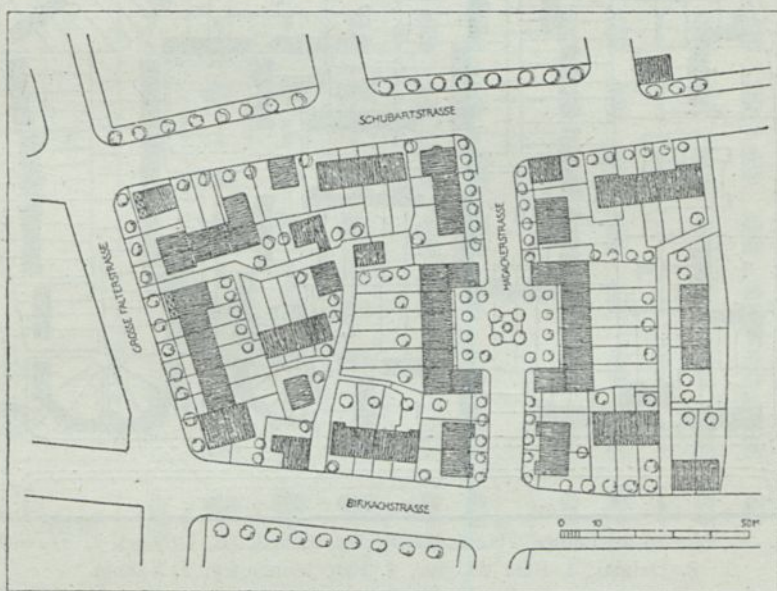 SCHUBARTSTRASSE
GROSSE FALTERSTRASSE
HAGACKERSTRASSE
BIRKACHSTRASSE
0 10 50M